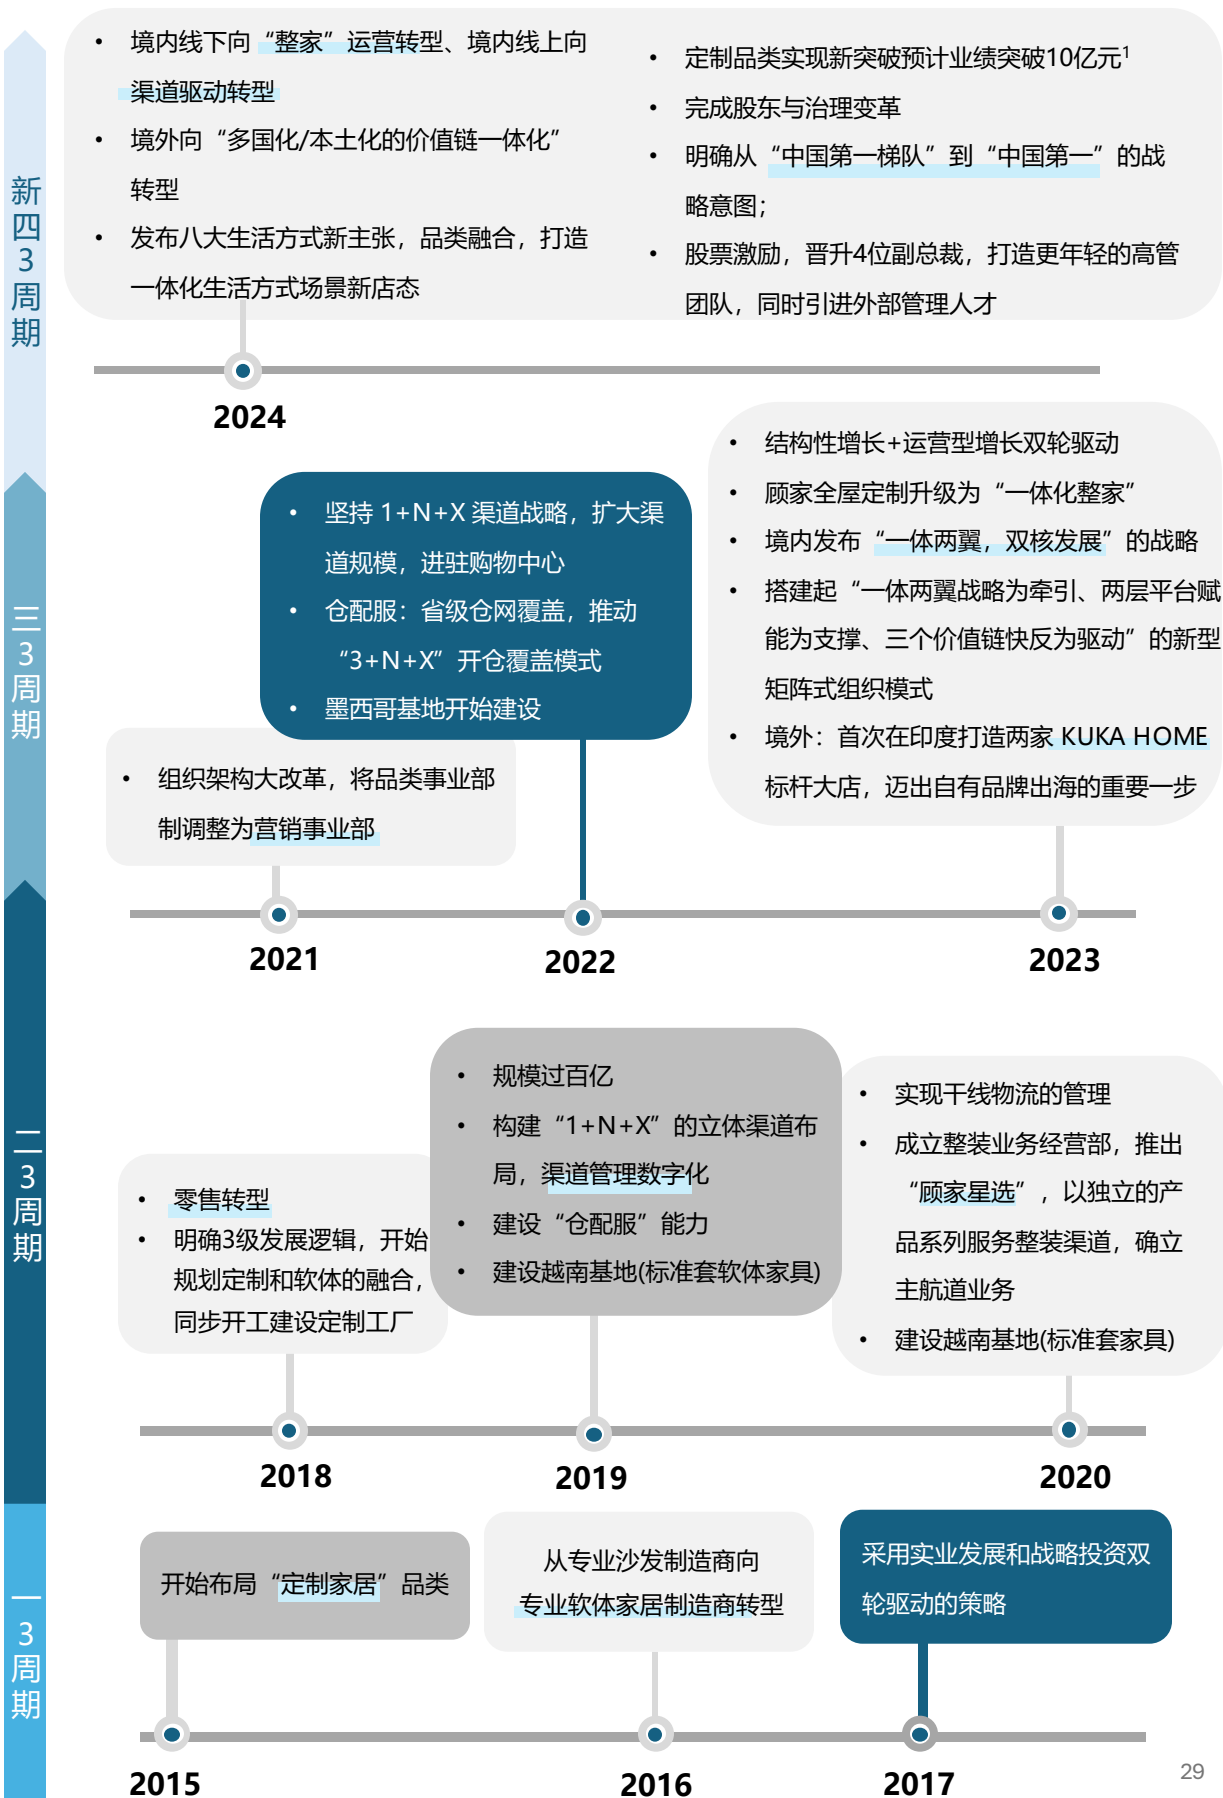 新四3周期
• 境内线下向“整家”运营转型、境内线上向
渠道驱动转型
• 境外向“多国化/本土化的价值链一体化”
转型
• 发布八大生活方式新主张，品类融合，打造
一体化生活方式场景新店态
• 定制品类实现新突破预计业绩突破10亿元1
• 完成股东与治理变革
• 明确从“中国第一梯队”到“中国第一”的战
略意图；
• 股票激励，晋升4位副总裁，打造更年轻的高管
团队，同时引进外部管理人才
2024
三3周期
• 组织架构大改革，将品类事业部
制调整为营销事业部
2021
• 坚持 1+N+X 渠道战略，扩大渠
道规模，进驻购物中心
• 仓配服：省级仓网覆盖，推动
“3+N+X”开仓覆盖模式
• 墨西哥基地开始建设
2022
• 结构性增长+运营型增长双轮驱动
• 顾家全屋定制升级为“一体化整家”
• 境内发布“一体两翼，双核发展”的战略
• 搭建起“一体两翼战略为牵引、两层平台赋
能为支撑、三个价值链快反为驱动”的新型
矩阵式组织模式
• 境外：首次在印度打造两家 KUKA HOME
标杆大店，迈出自有品牌出海的重要一步
2023
二3周期
• 零售转型
• 明确3级发展逻辑，开始
规划定制和软体的融合，
同步开工建设定制工厂
2018
• 规模过百亿
• 构建“1+N+X”的立体渠道布
局，渠道管理数字化
• 建设“仓配服”能力
• 建设越南基地(标准套软体家具)
2019
• 实现干线物流的管理
• 成立整装业务经营部，推出
“顾家星选”，以独立的产
品系列服务整装渠道，确立
主航道业务
• 建设越南基地(标准套家具)
2020
一3周期
开始布局“定制家居”品类
2015
从专业沙发制造商向
专业软体家居制造商转型
2016
采用实业发展和战略投资双
轮驱动的策略
2017
29